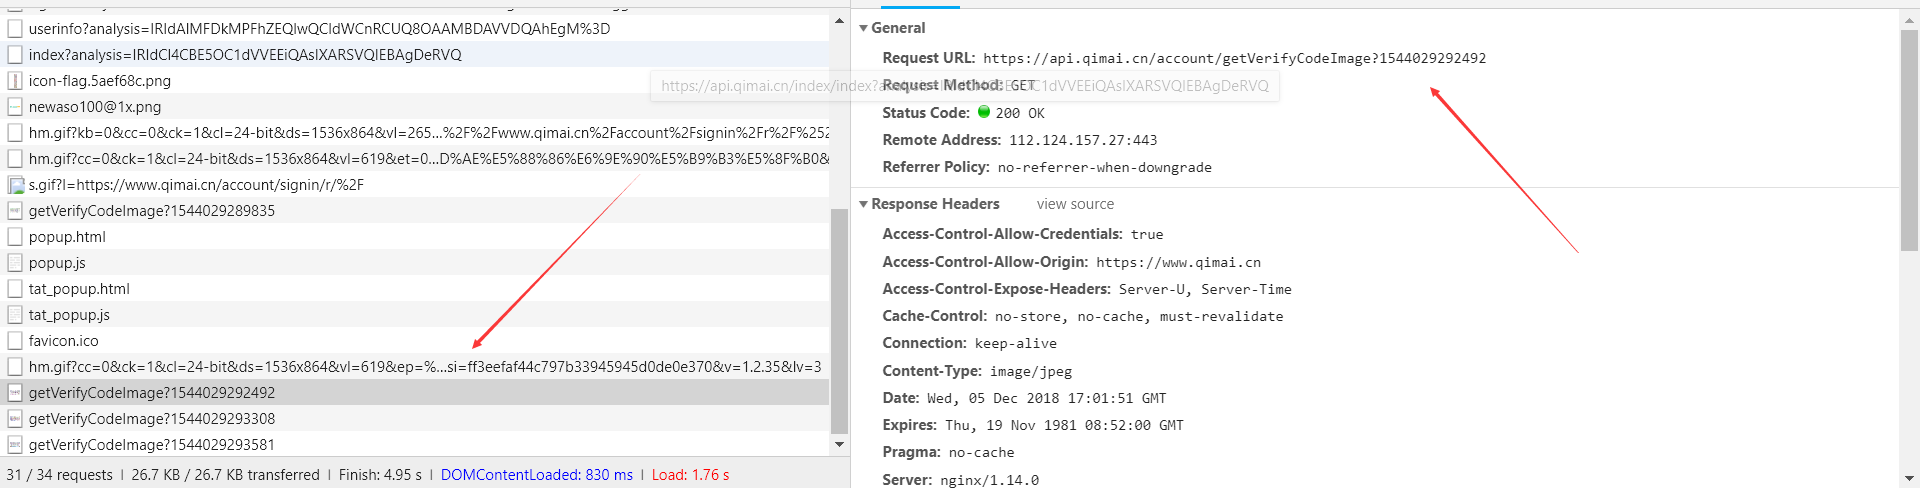 userinfo?analysis=IRIdAIMFDkMPFhZEQIwQCIdWCnRCUQ8OAAMBDAVVDQAhEgM%3D
index?analysis=IRIdCI4CBE5OC1dVVEEiQAsIXARSVQIEBAgDeRVQ
icon-flag.5aef68c.png
newaso100@1x.png
hm.gif?kb=0&cc=0&ck=1&cl=24-bit&ds=1536x864&vl=265...%2F%2Fwww.qimai.cn%2Faccount%2Fsignin%2Fr%2F%252
hm.gif?cc=0&ck=1&cl=24-bit&ds=1536x864&vl=619&et=0...D%AE%E5%88%86%E6%9E%90%E5%B9%B3%E5%8F%B0&
s.gif?l=https://www.qimai.cn/account/signin/r/%2F
getVerifyCodeImage?1544029289835
popup.html
popup.js
tat_popup.html
tat_popup.js
favicon.ico
hm.gif?cc=0&ck=1&cl=24-bit&ds=1536x864&vl=619&ep=%...si=ff3eefaf44c797b33945945d0de0e370&v=1.2.35&lv=3
getVerifyCodeImage?1544029292492
getVerifyCodeImage?1544029293308
getVerifyCodeImage?1544029293581
31 / 34 requests | 26.7 KB / 26.7 KB transferred | Finish: 4.95 s | DOMContentLoaded: 830 ms | Load: 1.76 s
General
Request URL: https://api.qimai.cn/account/getVerifyCodeImage?1544029292492
https://api.qimai.cn/index/index?analysis=IRIdCI4CBE5OC1dVVEEiQAsIXARSVQIEBAgDeRVQ
Request Method: GET
Status Code: 200 OK
Remote Address: 112.124.157.27:443
Referrer Policy: no-referrer-when-downgrade
Response Headers view source
Access-Control-Allow-Credentials: true
Access-Control-Allow-Origin: https://www.qimai.cn
Access-Control-Expose-Headers: Server-U, Server-Time
Cache-Control: no-store, no-cache, must-revalidate
Connection: keep-alive
Content-Type: image/jpeg
Date: Wed, 05 Dec 2018 17:01:51 GMT
Expires: Thu, 19 Nov 1981 08:52:00 GMT
Pragma: no-cache
Server: nginx/1.14.0